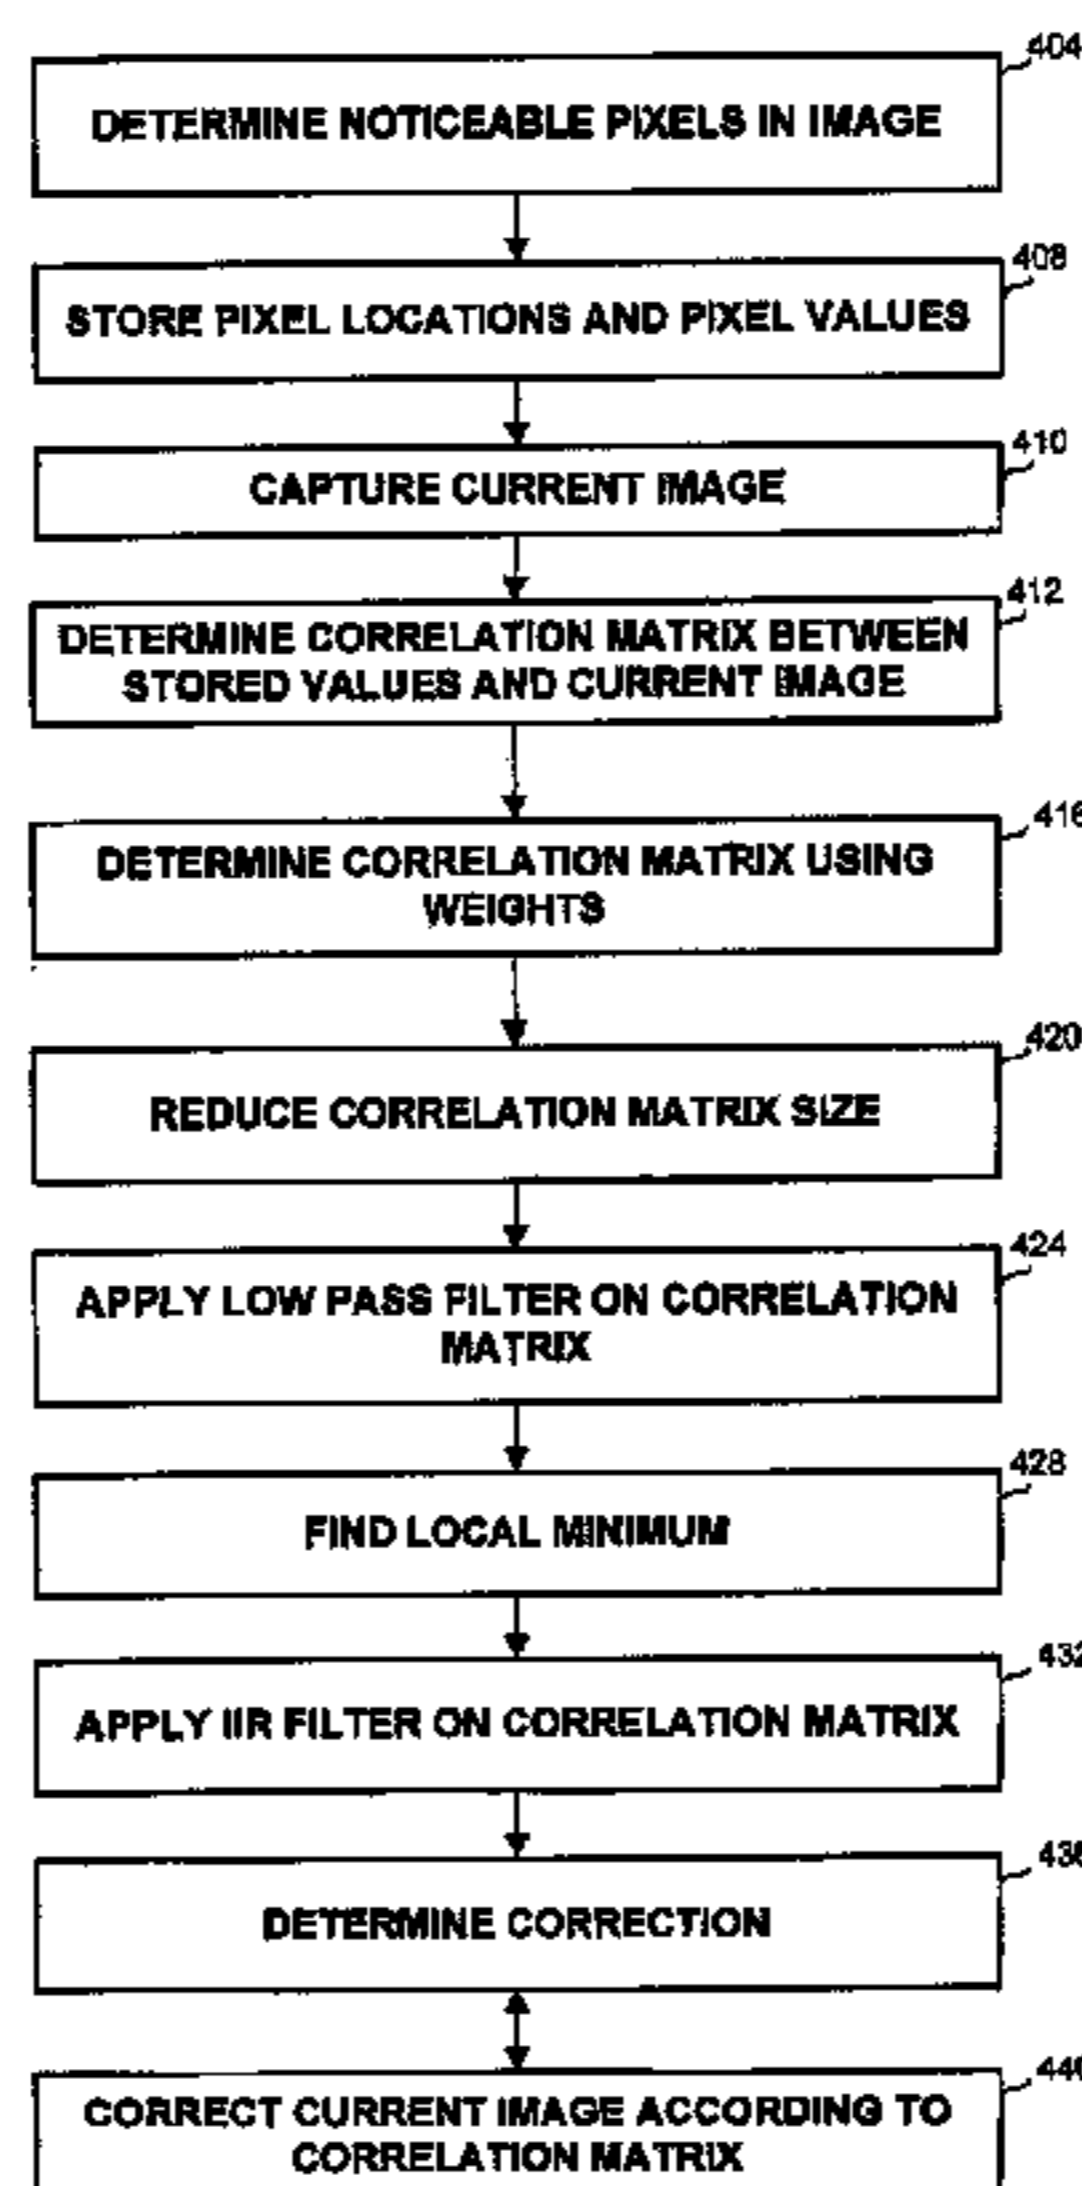 404
DETERMINE NOTICEABLE PIXELS IN IMAGE
408
STORE PIXEL LOCATIONS AND PIXEL VALUES
410
CAPTURE CURRENT IMAGE
412
DETERMINE CORRELATION MATRIX BETWEEN
STORED VALUES AND CURRENT IMAGE
416
DETERMINE CORRELATION MATRIX USING
WEIGHTS
420
REDUCE CORRELATION MATRIX SIZE
424
APPLY LOW PASS FILTER ON CORRELATION
MATRIX
428
FIND LOCAL MINIMUM
432
APPLY IIR FILTER ON CORRELATION MATRIX
DETERMINE CORRECTION
440
CORRECT CURRENT IMAGE ACCORDING TO
CORRELATION MATRIX